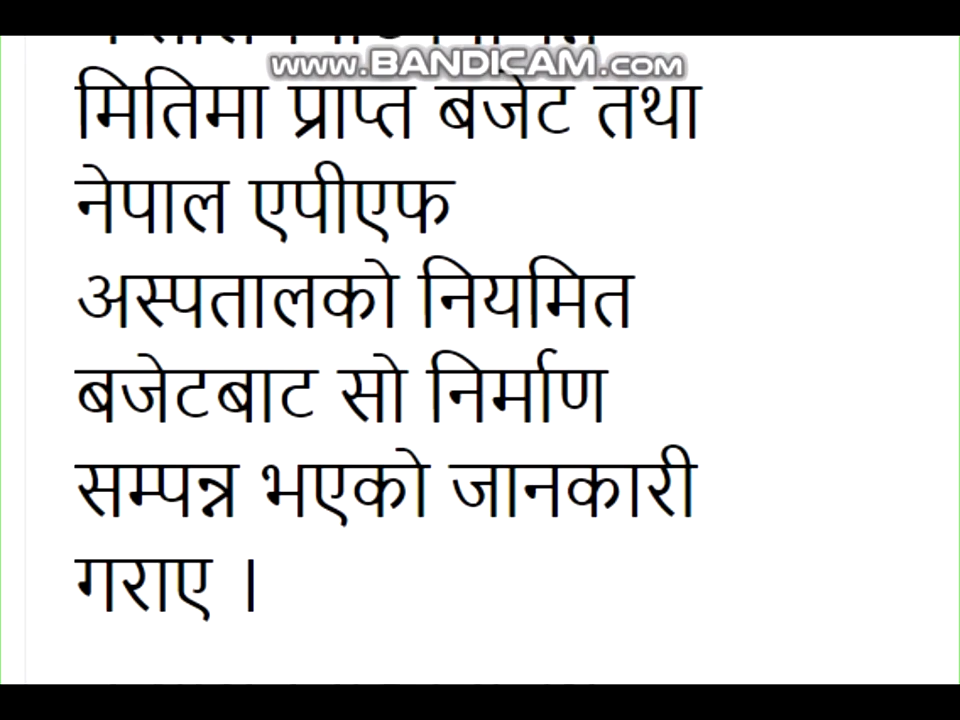 www.BANDICAM.com
मितिमा प्राप्त बजेट तथा
नेपाल एपीएफ
अस्पतालको नियमित
बजेटबाट सो निर्माण
सम्पन्न भएको जानकारी
गराए ।